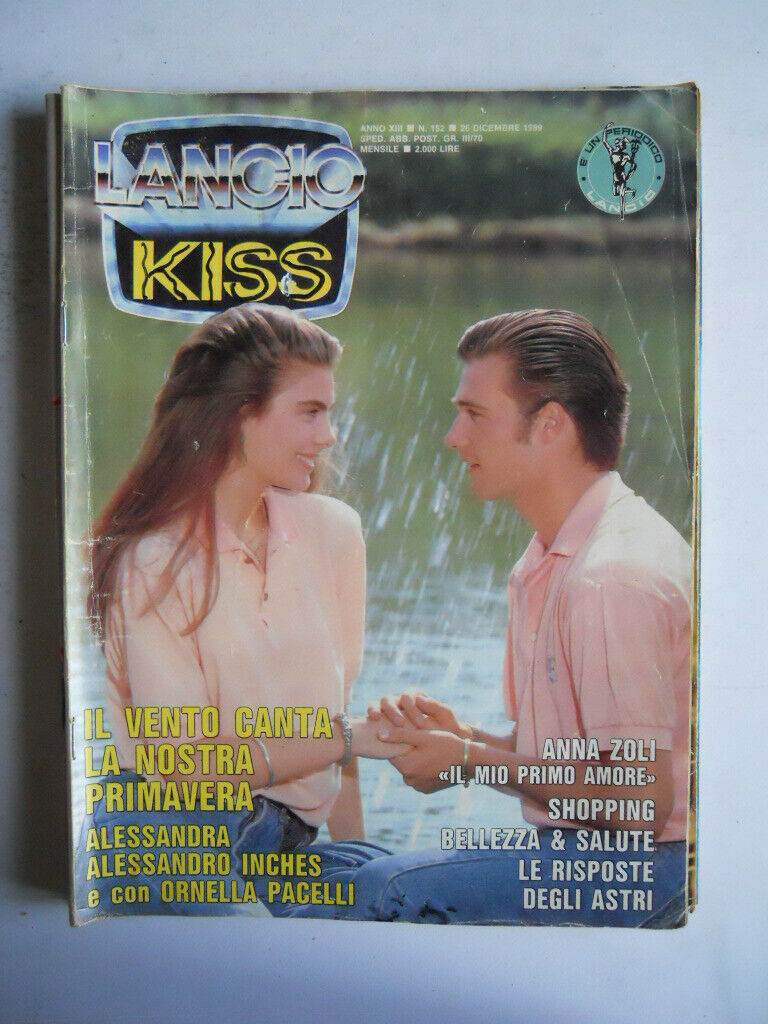 ANNO XIII ■ N. 152 ■ 26 DICEMBRE 1989
SPED. ABB. POST. GR. III/70
MENSILE ■ 2.000 LIRE
E' UN PERIODICO
LANCIO
LANCIO
KISS
IL VENTO CANTA
LA NOSTRA
PRIMAVERA
ALESSANDRA
ALESSANDRO INCHES
e con ORNELLA PACELLI
ANNA ZOLI
«IL MIO PRIMO AMORE»
SHOPPING
BELLEZZA & SALUTE
LE RISPOSTE
DEGLI ASTRI